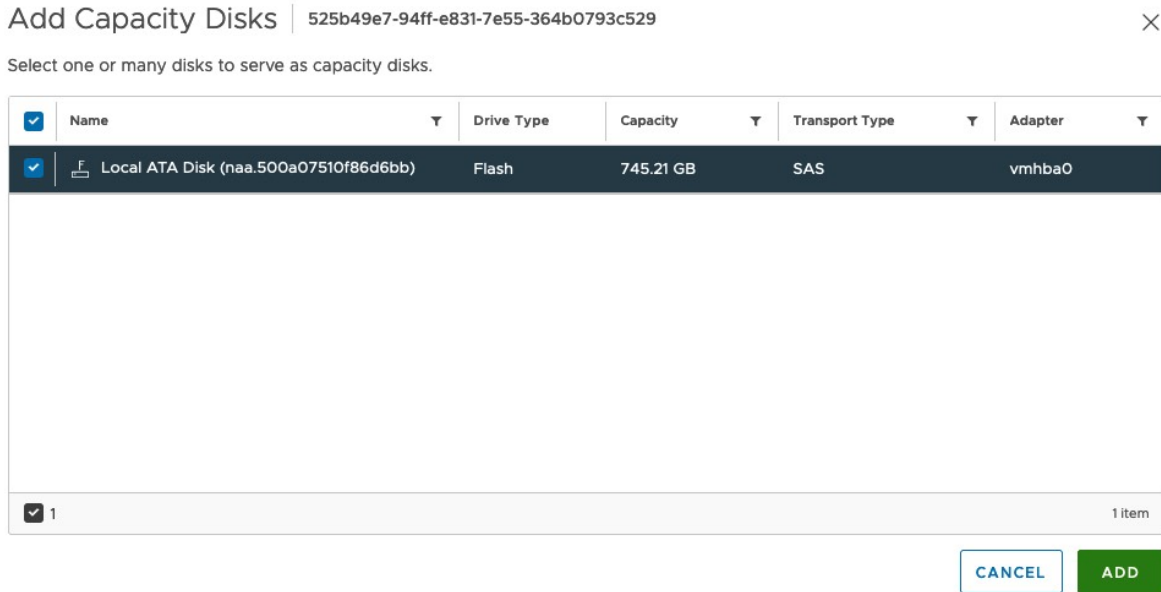 Add Capacity Disks 525b49e7-94ff-e831-7e55-364b0793c529
Select one or many disks to serve as capacity disks.
Name Drive Type Capacity Transport Type Adapter
F Local ATA Disk (naa.500a07510f86d6bb) Flash 745.21 GB SAS vmhba0
1 1 item
CANCEL ADD